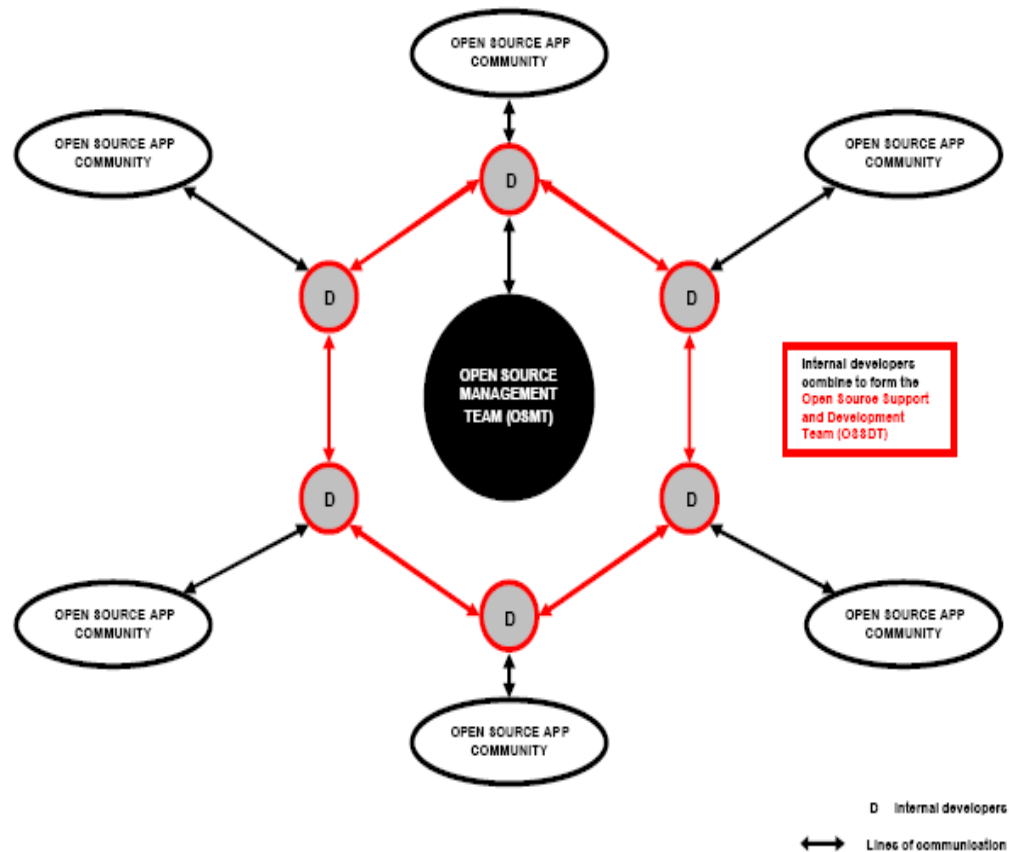 OPEN SOURCE APP
COMMUNITY
OPEN SOURCE APP
COMMUNITY
OPEN SOURCE APP
COMMUNITY
D
D
D
OPEN SOURCE
MANAGEMENT
TEAM (OSMT)
Internal developers
combine to form the
Open Source Support
and Development
Team (OSSDT)
D
D
D
OPEN SOURCE APP
COMMUNITY
OPEN SOURCE APP
COMMUNITY
OPEN SOURCE APP
COMMUNITY
D Internal developers
Lines of communication